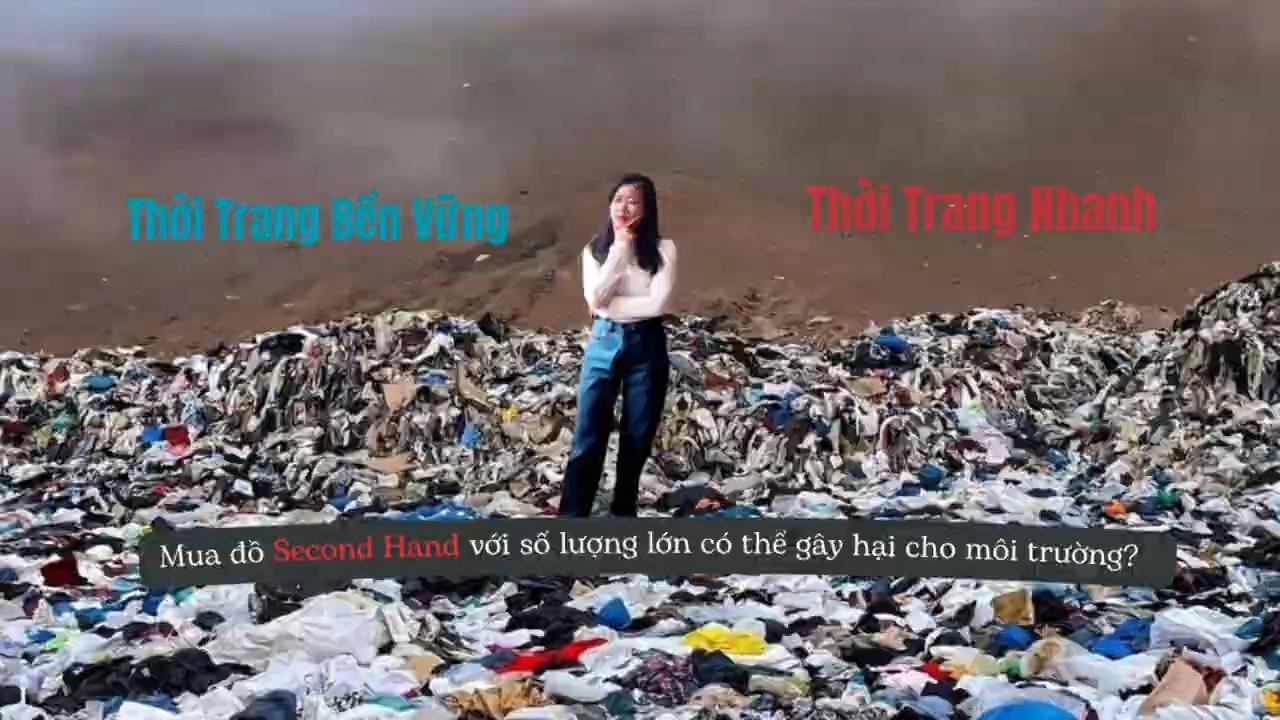 Thời Trang Bền Vững
Thời Trang Nhanh
Mua đồ Second Hand với số lượng lớn có thể gây hại cho môi trường?